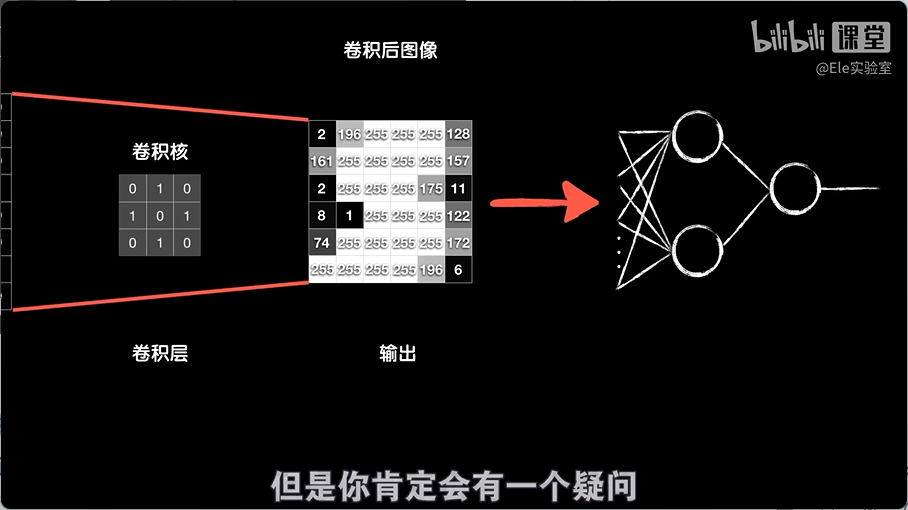 bilibili 课堂
@Ele实验室
卷积后图像
卷积核
0 1 0
1 0 1
0 1 0
2 196 255 255 255 128
161 255 255 255 255 157
2 255 255 255 175 11
8 1 255 255 255 122
74 255 255 255 255 172
255 255 255 255 196 6
卷积层
输出
但是你肯定会有一个疑问